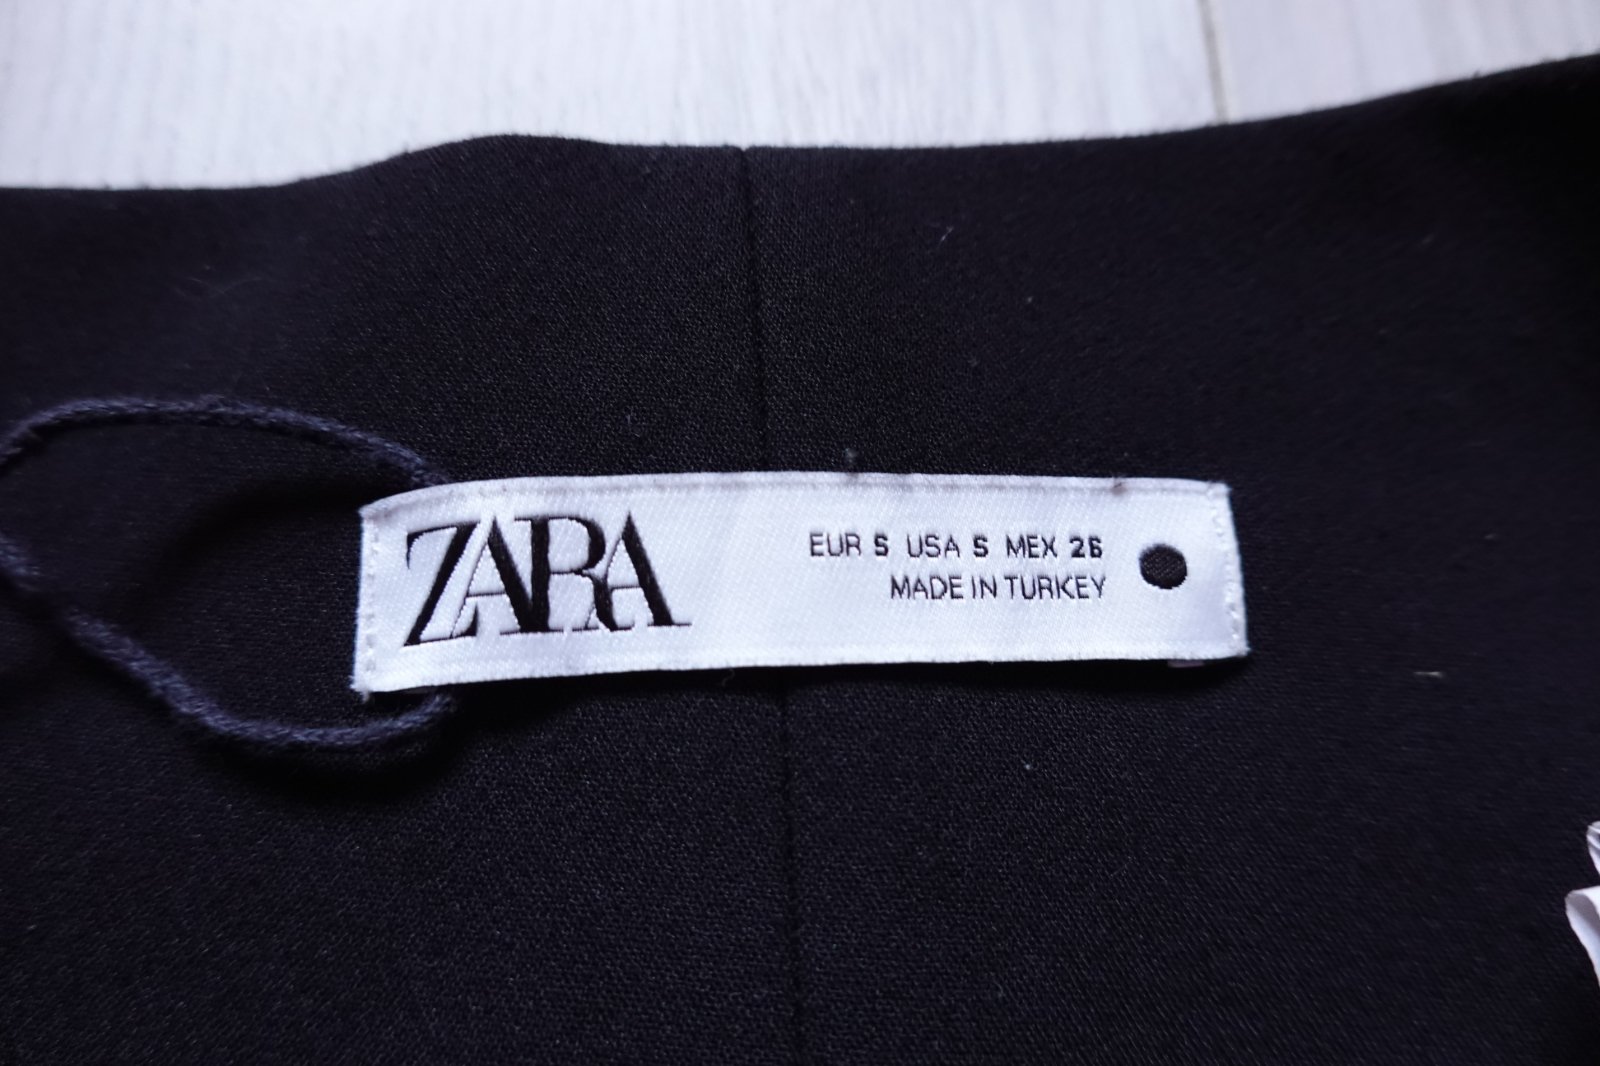 ZARA
EUR S USA S MEX 26
MADE IN TURKEY